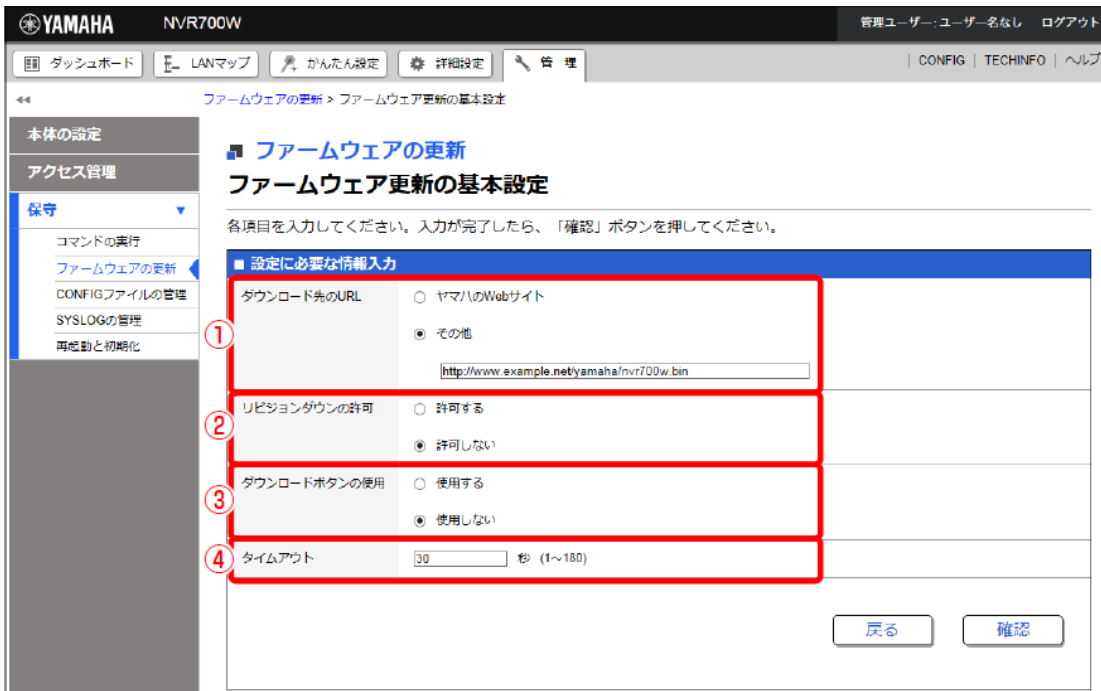 YAMAHA NVR700W 管理ユーザー:ユーザー名なし ログアウト
ダッシュボード LANマップ かんたん設定 詳細設定 管 理 | CONFIG | TECHINFO | ヘルプ
ファームウェアの更新 > ファームウェア更新の基本設定
本体の設定
アクセス管理
保守
コマンドの実行
ファームウェアの更新
CONFIGファイルの管理
SYSLOGの管理
再起動と初期化
ファームウェアの更新
ファームウェア更新の基本設定
各項目を入力してください。入力が完了したら、「確認」ボタンを押してください。
■ 設定に必要な情報入力
① ダウンロード先のURL
ヤマハのWebサイト
その他
http://www.example.net/yamaha/nvr700w.bin
② リビジョンダウンの許可
許可する
許可しない
③ ダウンロードボタンの使用
使用する
使用しない
④ タイムアウト
30 秒 (1～180)
戻る 確認